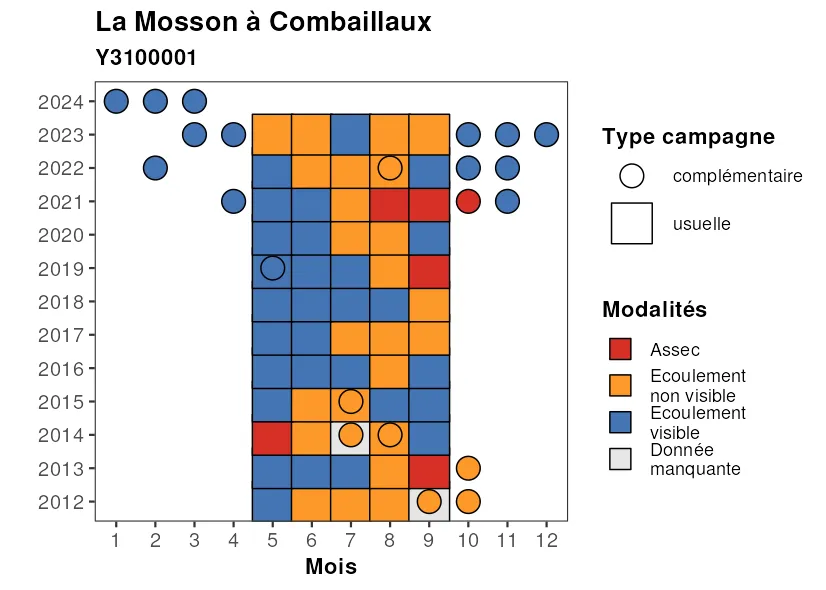 La Mosson à Combaillaux
Y3100001
2024
2023
2022
2021
2020
2019
2018
2017
2016
2015
2014
2013
2012
1 2 3 4 5 6 7 8 9 10 11 12
Mois
Type campagne
complémentaire
usuelle
Modalités
Assec
Ecoulement
non visible
Ecoulement
visible
Donnée
manquante